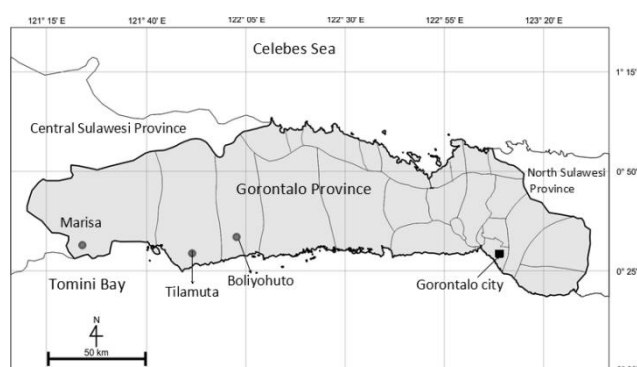 121° 15' 121° 40' 122° 05' 122° 30' 122° 55' 123° 20'
Celebes Sea
1° 15'
Central Sulawesi Province
0° 50'
North Sulawesi
Province
Gorontalo Province
Marisa
0° 25'
Tomini Bay
Tilamuta
Boliyohuto
Gorontalo city
N
50 km